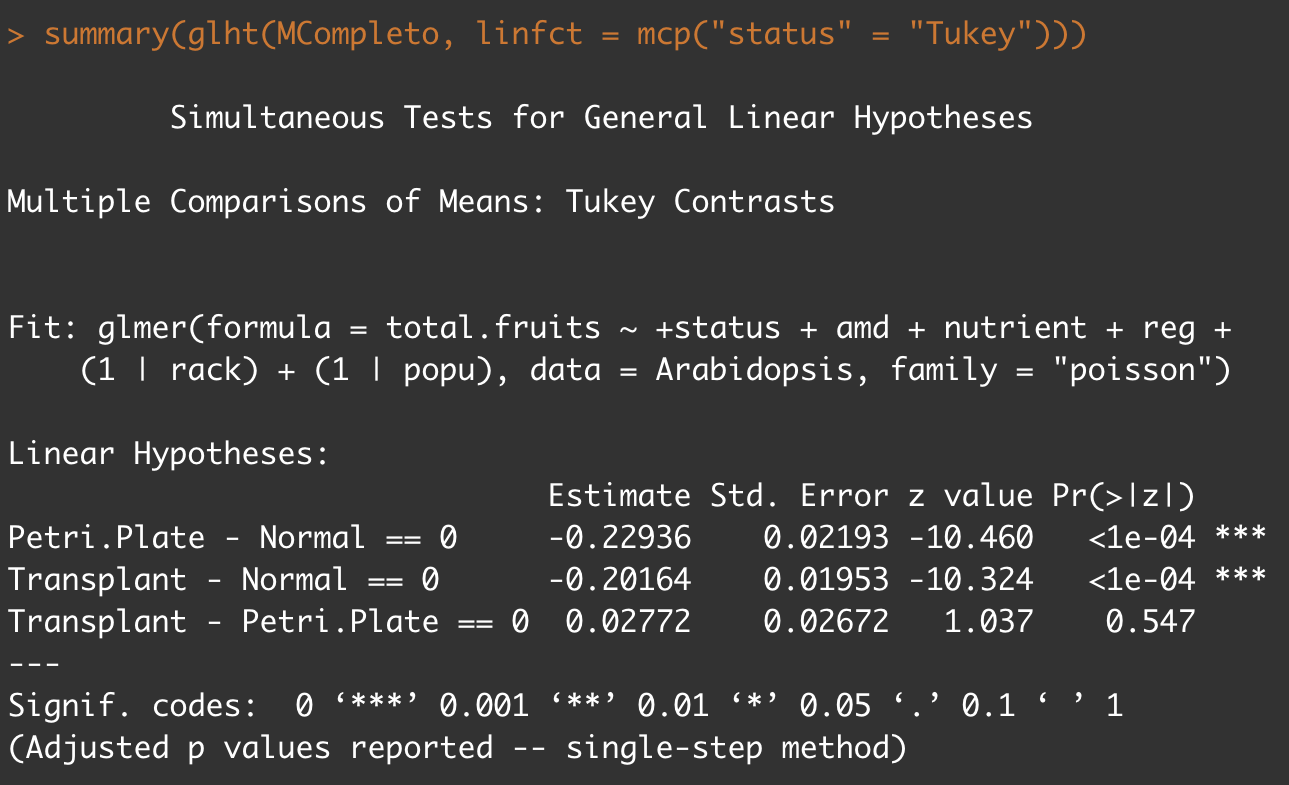 > summary(glht(MCompleto, linfct = mcp("status" = "Tukey")))
Simultaneous Tests for General Linear Hypotheses
Multiple Comparisons of Means: Tukey Contrasts
Fit: glmer(formula = total.fruits ~ +status + amd + nutrient + reg +
(1 | rack) + (1 | popu), data = Arabidopsis, family = "poisson")
Linear Hypotheses:
Estimate Std. Error z value Pr(>|z|)
Petri.Plate - Normal == 0 -0.22936 0.02193 -10.460 <1e-04 ***
Transplant - Normal == 0 -0.20164 0.01953 -10.324 <1e-04 ***
Transplant - Petri.Plate == 0 0.02772 0.02672 1.037 0.547
---
Signif. codes: 0 ‘***’ 0.001 ‘**’ 0.01 ‘*’ 0.05 ‘.’ 0.1 ‘ ’ 1
(Adjusted p values reported -- single-step method)